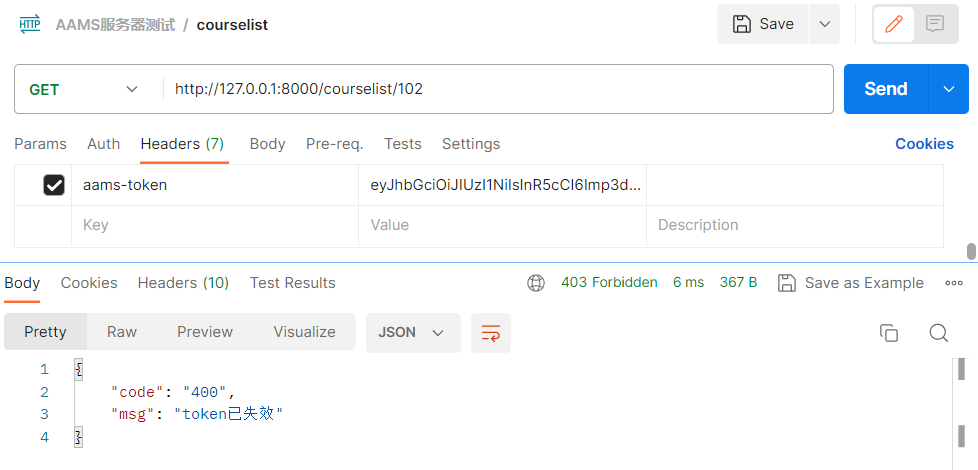 HTTP AAMS服务器测试 / courselist Save
GET http://127.0.0.1:8000/courselist/102 Send
Params Auth Headers (7) Body Pre-req. Tests Settings Cookies
aams-token eyJhbGciOiJIUzI1NiIsInR5cCI6Imp3d...
Key Value Description
Body Cookies Headers (10) Test Results 403 Forbidden 6 ms 367 B Save as Example
Pretty Raw Preview Visualize JSON
1 {
2 "code": "400",
3 "msg": "token已失效"
4 }